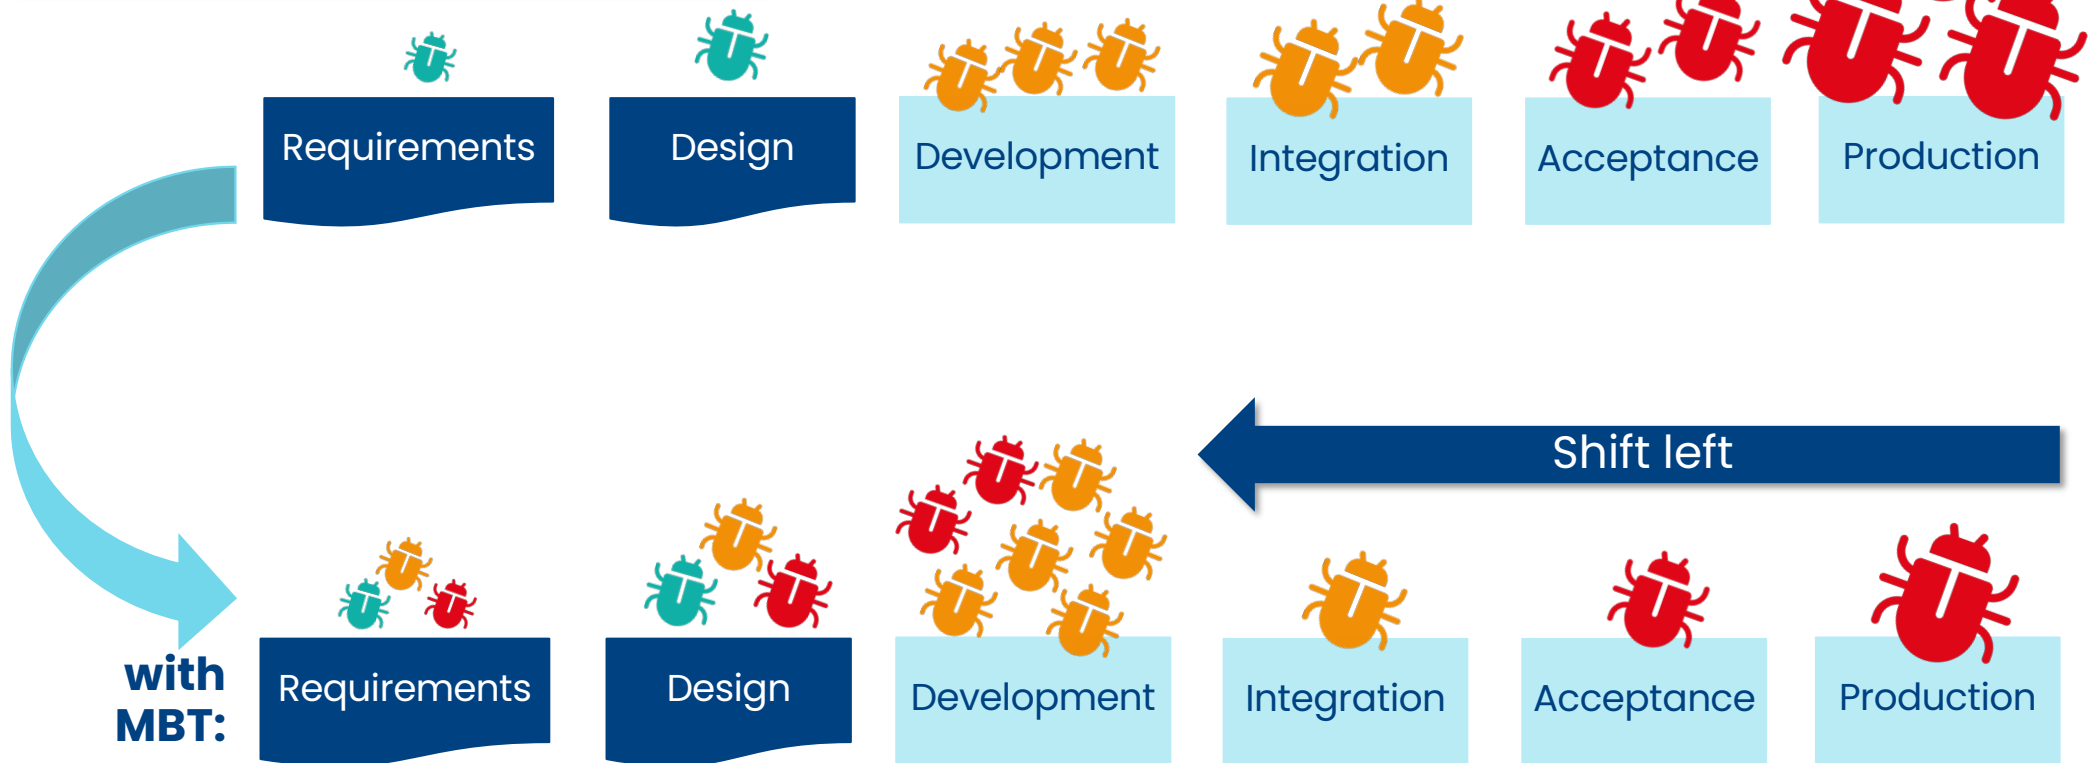 Requirements
Design
Development
Integration
Acceptance
Production
Shift left
with
MBT:
Requirements
Design
Development
Integration
Acceptance
Production